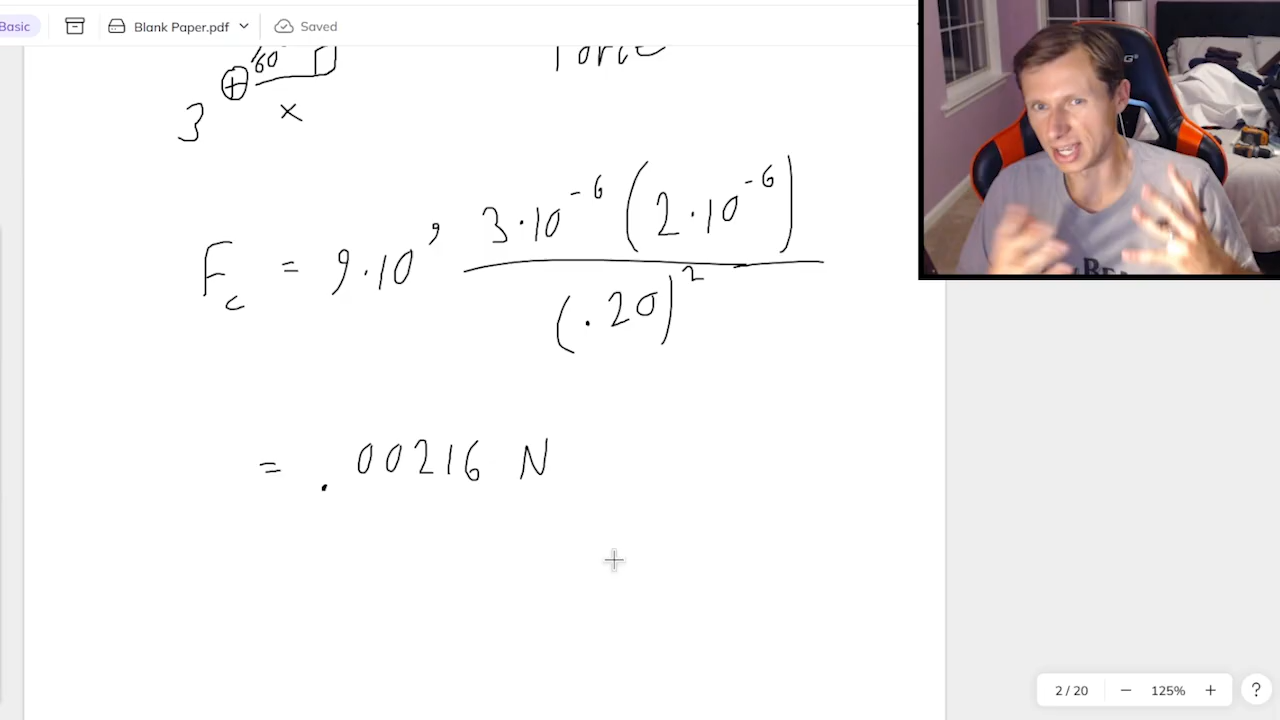 Basic Blank Paper.pdf Saved
60°
3 ⊕ x
F_c = 9·10^9 3·10^-6 (2·10^-6) / (.20)^2
= .00216 N
2 / 20 − 125% + ?